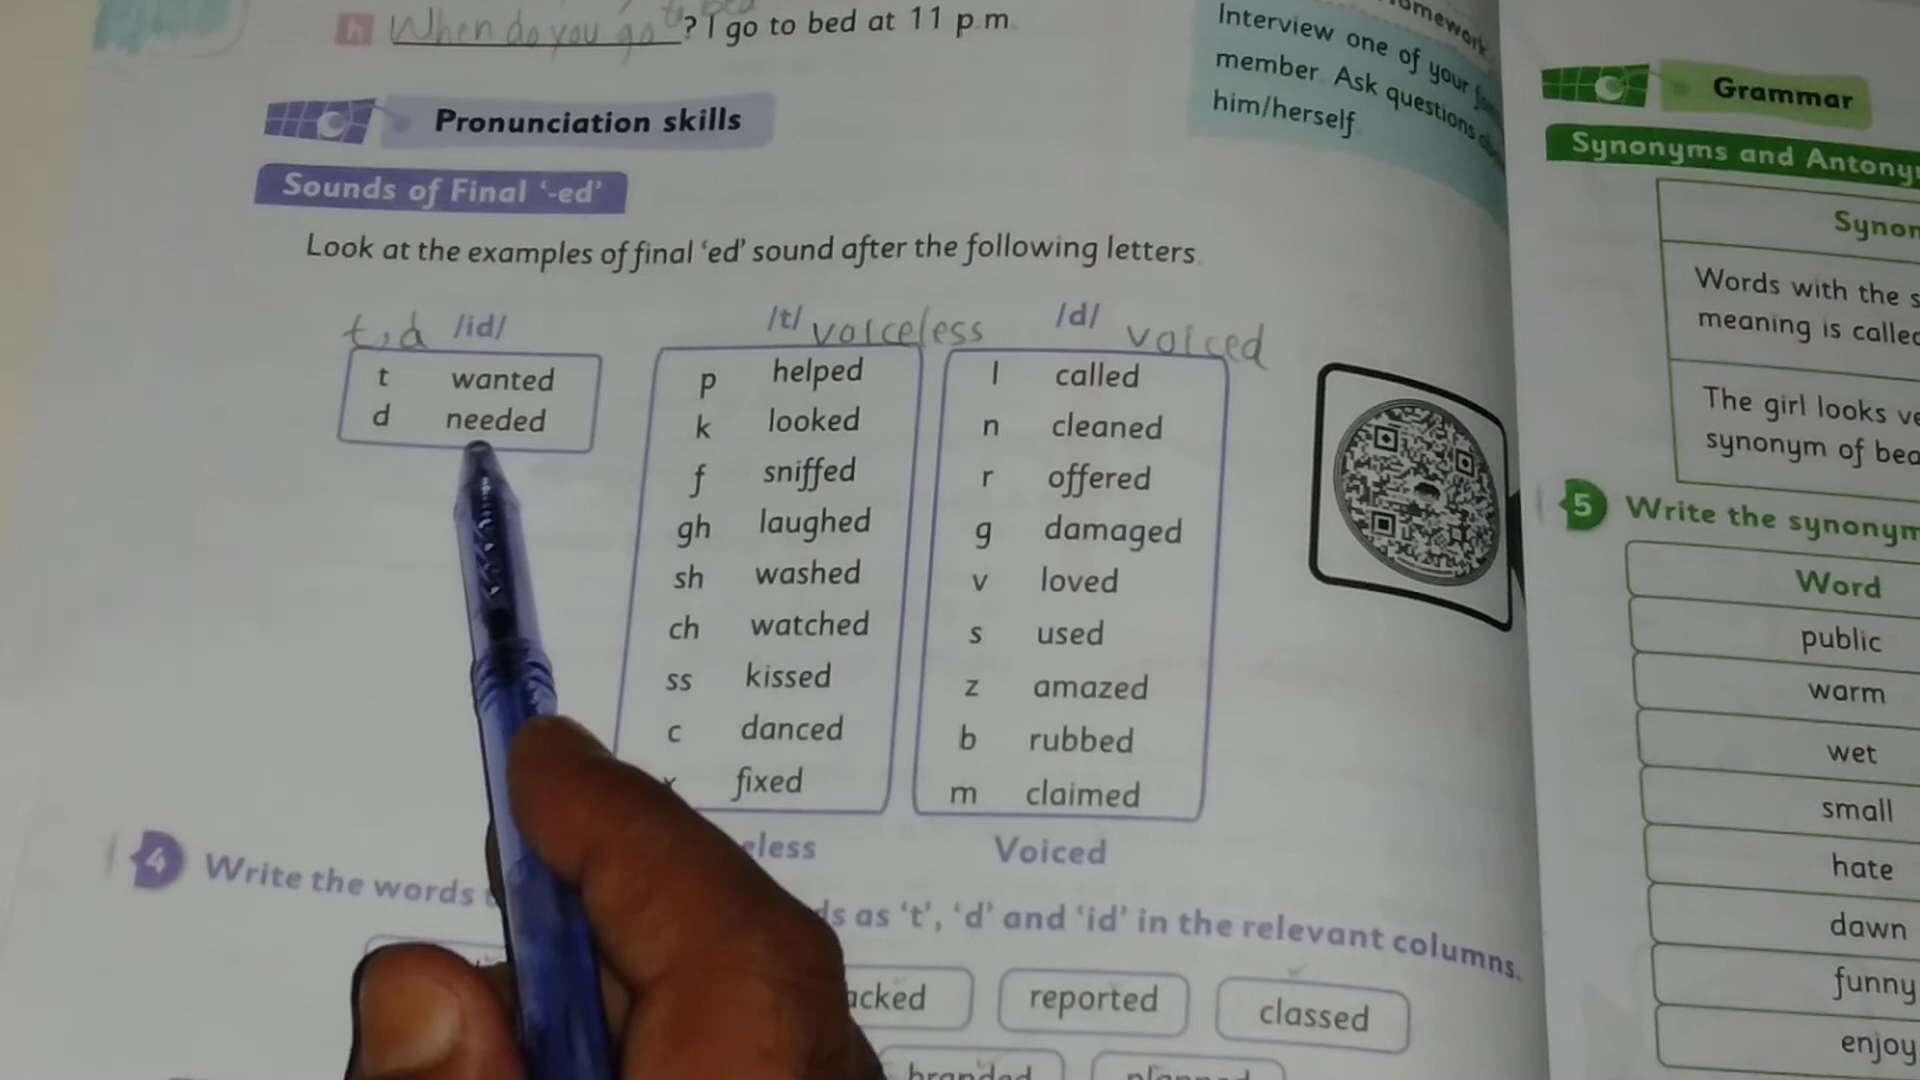 h When do you go to bed ? I go to bed at 11 p.m
Pronunciation skills
Sounds of Final ‘-ed’
Look at the examples of final ‘ed’ sound after the following letters
t,d /id/
t wanted
d needed
/t/ voiceless
p helped
k looked
f sniffed
gh laughed
sh washed
ch watched
ss kissed
c danced
x fixed
/d/ voiced
l called
n cleaned
r offered
g damaged
v loved
s used
z amazed
b rubbed
m claimed
Voiced
4 Write the words
as ‘t’, ‘d’ and ‘id’ in the relevant columns.
reported
classed
branded
planned
Interview one of your
member. Ask questions
him/herself
Grammar
Synonyms and
Words with the
meaning is called
The girl looks
synonym of
5 Write the
Word
public
warm
wet
small
hate
dawn
funny
enjoy